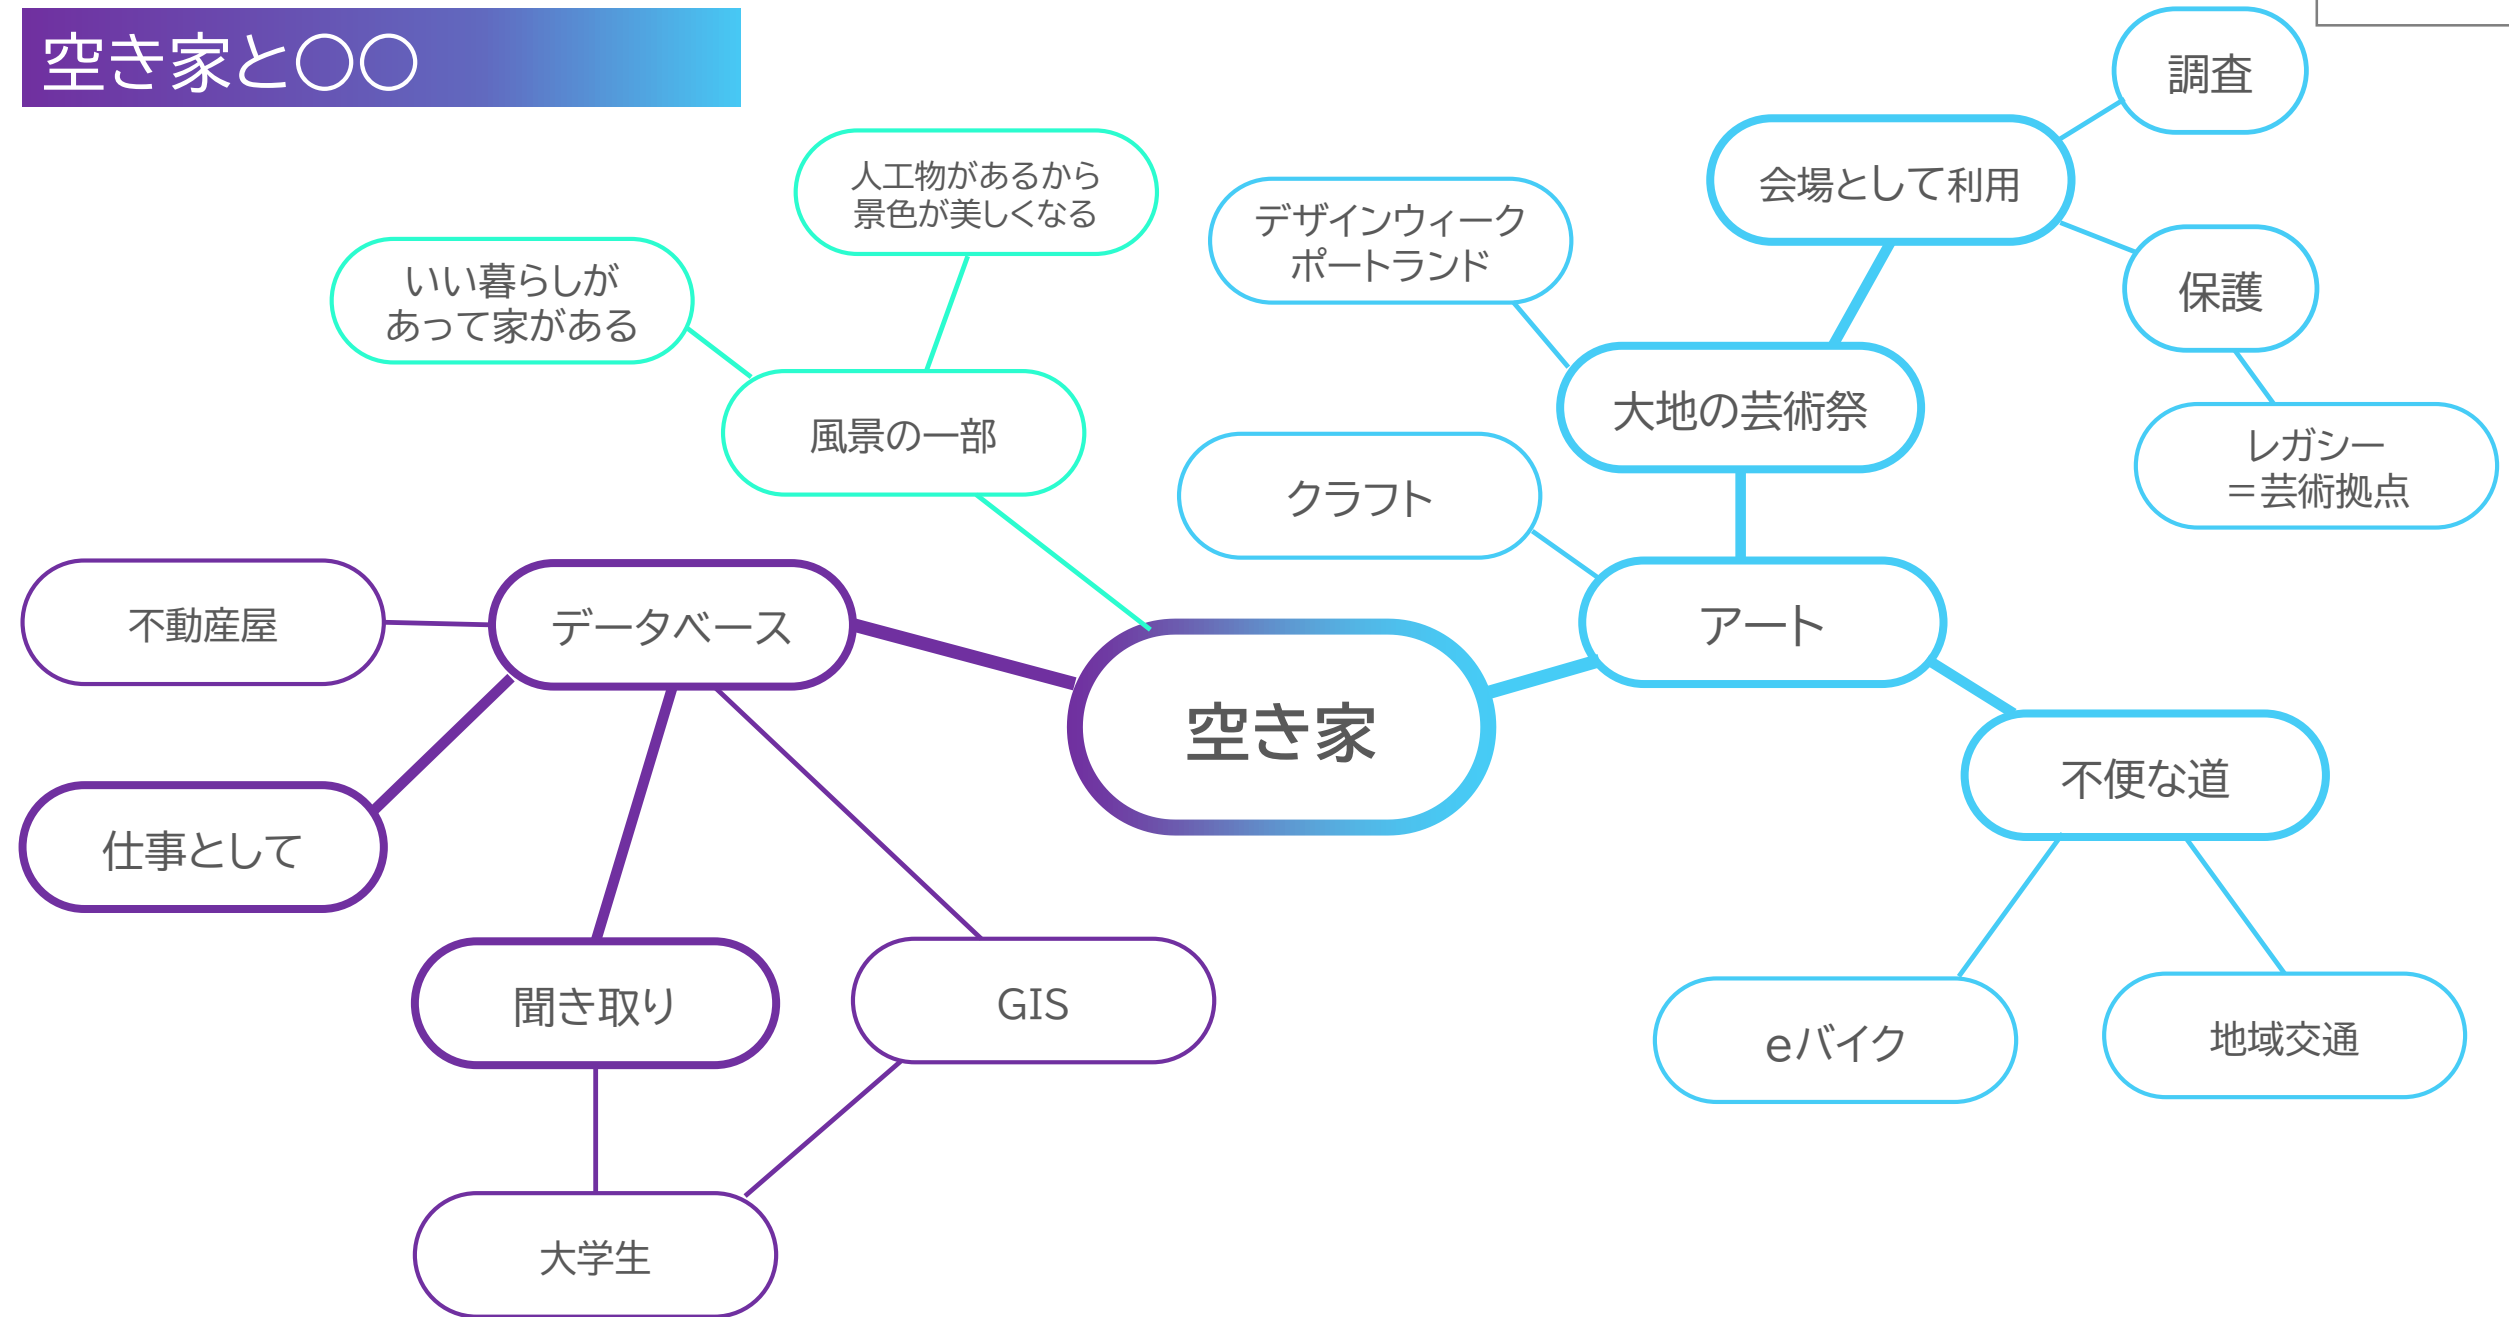 空き家と〇〇
調査
人工物があるから
景色が美しくなる
会場として利用
デザインウィーク
ポートランド
いい暮らしが
あって家がある
保護
大地の芸術祭
風景の一部
レガシー
＝芸術拠点
クラフト
不動産屋
データベース
アート
空き家
不便な道
仕事として
聞き取り
GIS
eバイク
地域交通
大学生